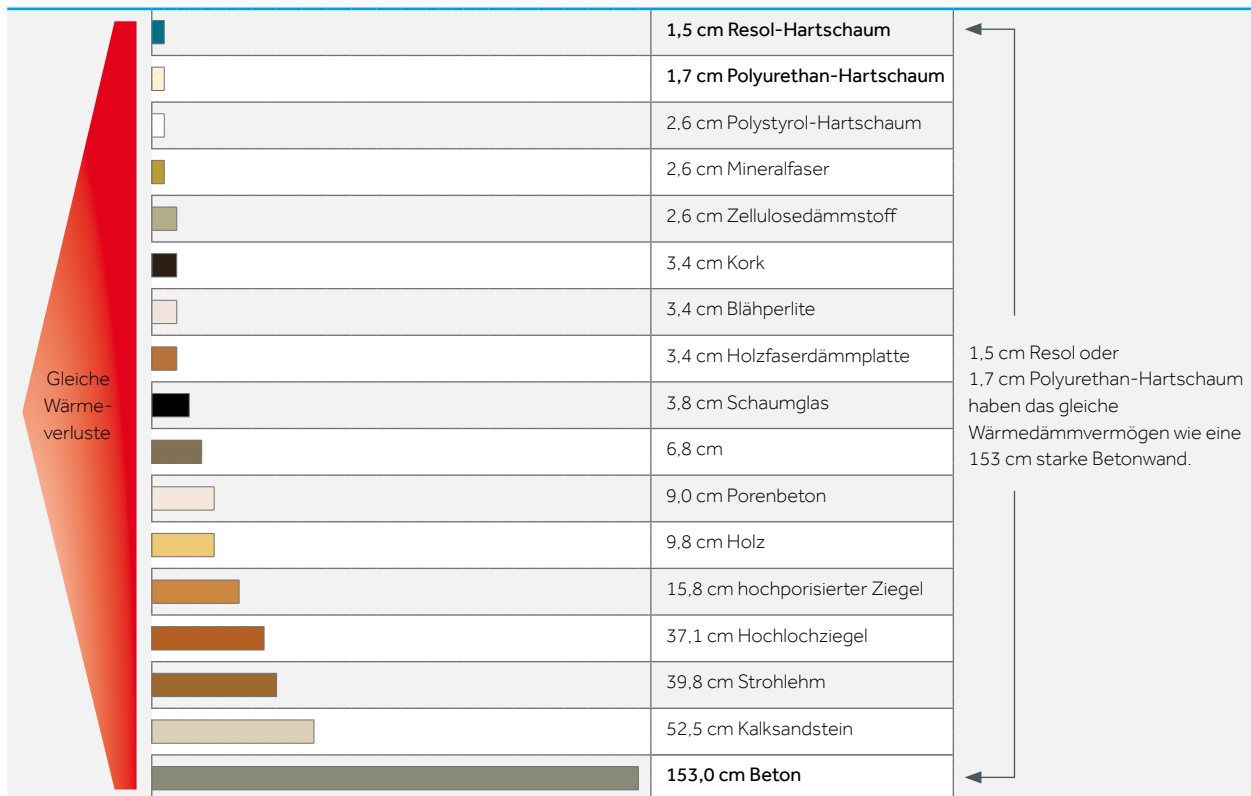 Gleiche
Wärme-
verluste
1,5 cm Resol-Hartschaum
1,7 cm Polyurethan-Hartschaum
2,6 cm Polystyrol-Hartschaum
2,6 cm Mineralfaser
2,6 cm Zellulosedämmstoff
3,4 cm Kork
3,4 cm Blähperlite
3,4 cm Holzfaserdämmplatte
3,8 cm Schaumglas
6,8 cm
9,0 cm Porenbeton
9,8 cm Holz
15,8 cm hochporisierter Ziegel
37,1 cm Hochlochziegel
39,8 cm Strohlehm
52,5 cm Kalksandstein
153,0 cm Beton
1,5 cm Resol oder
1,7 cm Polyurethan-Hartschaum
haben das gleiche
Wärmedämmvermögen wie eine
153 cm starke Betonwand.